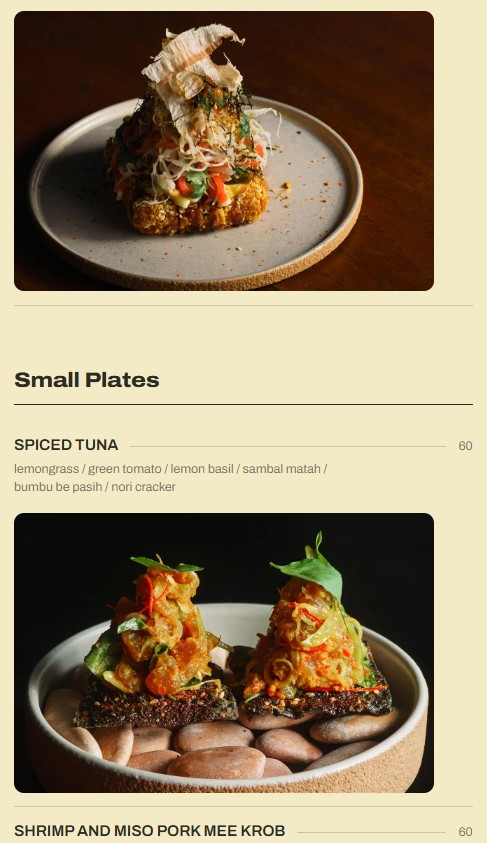 Small Plates
SPICED TUNA 60
lemongrass / green tomato / lemon basil / sambal matah /
bumbu be pasih / nori cracker
SHRIMP AND MISO PORK MEE KROB 60